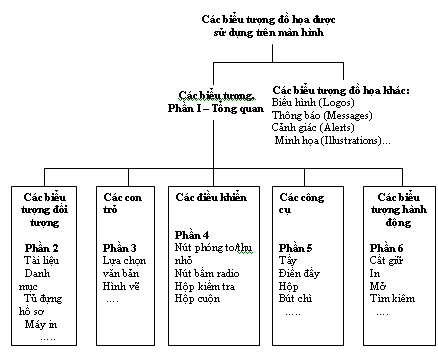 Các biểu tượng đồ họa được
sử dụng trên màn hình
Các biểu tượng.
Phần I – Tổng quan
Các biểu tượng đồ họa khác:
Biểu hình (Logos)
Thông báo (Messages)
Cảnh giác (Alerts)
Minh họa (Illustrations)...
Các biểu
tượng đối
tượng
Phần 2
Tài liệu
Danh
mục
Tủ đựng
hồ sơ
Máy in
.....
Các con
trỏ
Phần 3
Lựa chọn
văn bản
Hình vẽ
....
Các điều khiển
Phần 4
Nút phóng to/thu
nhỏ
Nút bấm radio
Hộp kiểm tra
Hộp cuộn
Các công
cụ
Phần 5
Tẩy
Điền đầy
Hộp
Bút chì
.....
Các biểu
tượng hành
động
Phần 6
Cất giữ
In
Mở
Tìm kiếm
....